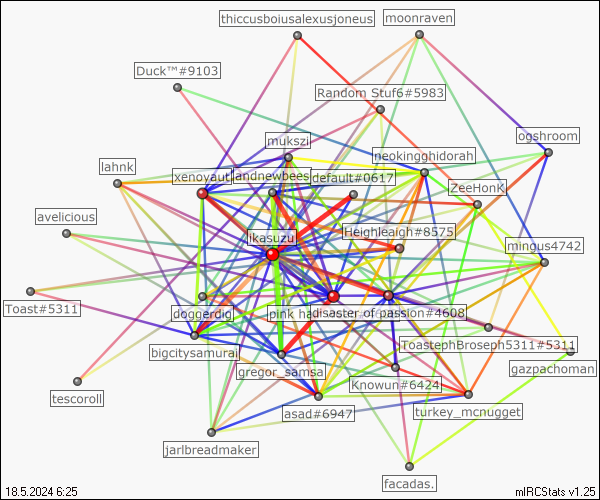 thiccusboiusalexusjoneus
moonraven
Duck™#9103
Random Stuf6#5983
ogshroom
mukszi
neokingghidorah
lahnk
xenoyaut
andnewbees
default#0617
ZeeHonK
avelicious
ikasuzu
Heighleaigh#8575
mingus4742
Toast#5311
doggerdig
pink
disaster of passion#4608
bigcitysamurai
ToastephBroseph5311#5311
gregor_samsa
gazpachoman
Knowun#6424
tescoroll
asad#6947
turkey_mcnugget
jarlbreadmaker
facadas.
18.5.2024 6:25
mIRCStats v1.25